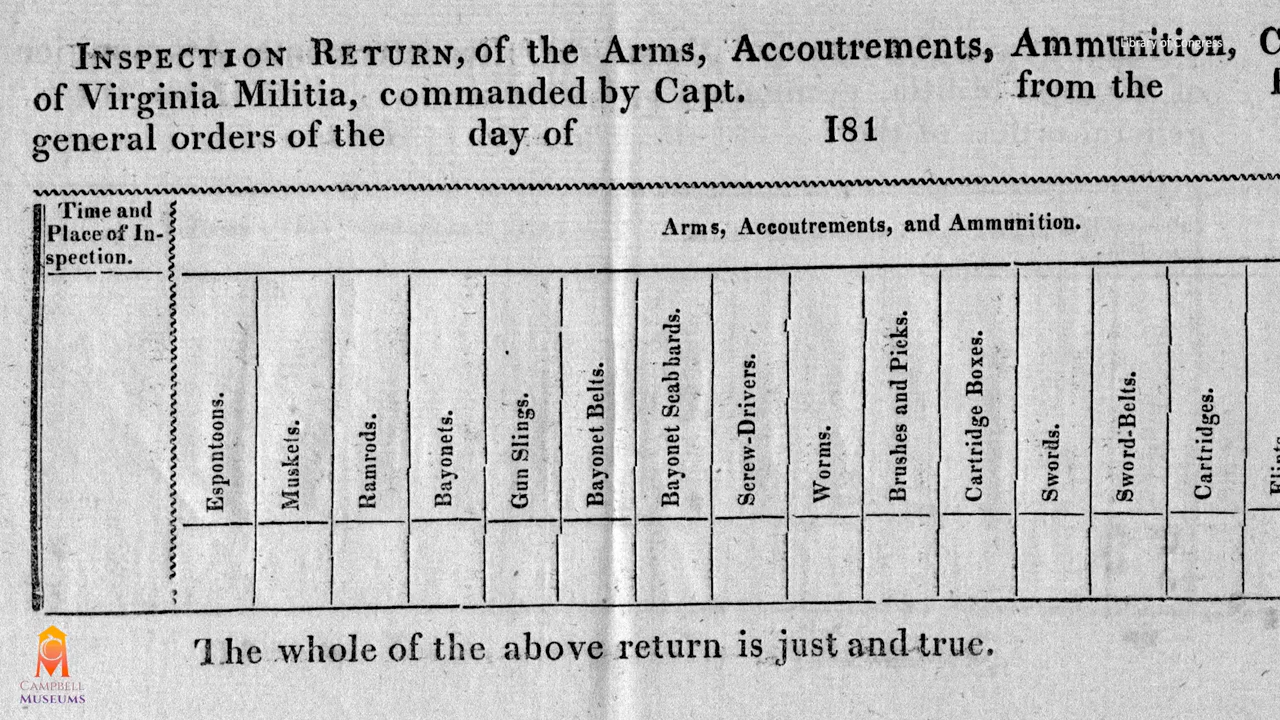 INSPECTION RETURN, of the Arms, Accoutrements, Ammunition, C
of Virginia Militia, commanded by Capt. from the
general orders of the day of 181
Library of Congress
Time and
Place of In-
spection.
Arms, Accoutrements, and Ammunition.
Espontoons.
Muskets.
Ramrods.
Bayonets.
Gun Slings.
Bayonet Belts.
Bayonet Scabbards.
Screw-Drivers.
Worms.
Brushes and Picks.
Cartridge Boxes.
Swords.
Sword-Belts.
Cartridges.
The whole of the above return is just and true.
CAMPBELL
MUSEUMS